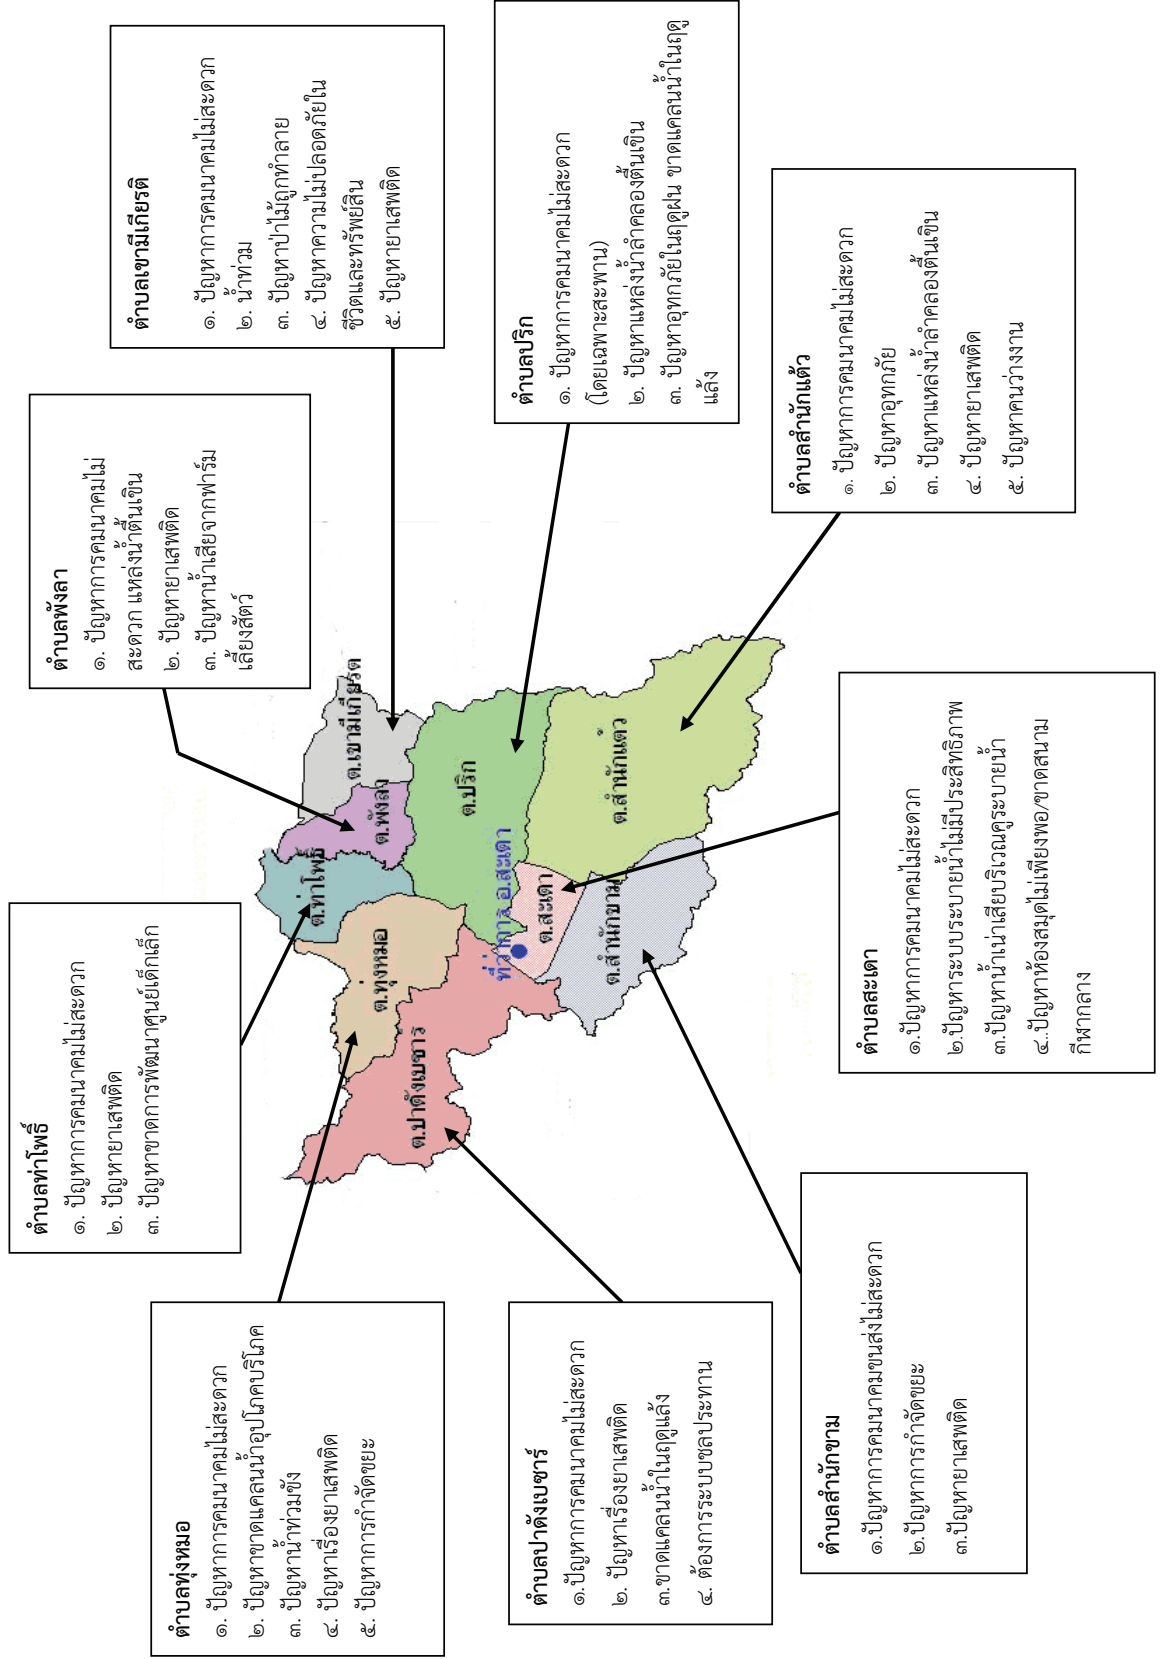 ตำบลทุ่งหมอ
๑. ปัญหาการคมนาคมไม่สะดวก
๒. ปัญหาขาดแคลนน้ำอุปโภคบริโภค
๓. ปัญหาน้ำท่วมขัง
๔. ปัญหาเรื่องยาเสพติด
๕. ปัญหาการกำจัดขยะ
ตำบลท่าโพธิ์
๑. ปัญหาการคมนาคมไม่สะดวก
๒. ปัญหายาเสพติด
๓. ปัญหาขาดการพัฒนาศูนย์เด็กเล็ก
ตำบลพังลา
๑. ปัญหาการคมนาคมไม่
สะดวก แหล่งน้ำตื้นเขิน
๒. ปัญหายาเสพติด
๓. ปัญหาน้ำเสียจากฟาร์ม
เลี้ยงสัตว์
ตำบลเขามีเกียรติ
๑. ปัญหาการคมนาคมไม่สะดวก
๒. น้ำท่วม
๓. ปัญหาป่าไม้ถูกทำลาย
๔. ปัญหาความไม่ปลอดภัยใน
ชีวิตและทรัพย์สิน
๕. ปัญหายาเสพติด
ต.ท่าโพธิ์
ต.เขามีเกียรต
ต.พังลา
ต.ทุ่งหมอ
ต.ปาดังเบซาร์
ต.ปริก
ที่ว่าการ อ.สะเดา
ต.สะเดา
ต.สำนักขาม
ต.สำนักแต้ว
ตำบลปาดังเบซาร์
๑.ปัญหาการคมนาคมไม่สะดวก
๒. ปัญหาเรื่องยาเสพติด
๓.ขาดแคลนน้ำในฤดูแล้ง
๔. ต้องการระบบชลประทาน
ตำบลปริก
๑. ปัญหาการคมนาคมไม่สะดวก
(โดยเฉพาะสะพาน)
๒. ปัญหาแหล่งน้ำลำคลองตื้นเขิน
๓. ปัญหาอุทกภัยในฤดูฝน ขาดแคลนน้ำในฤดู
แล้ง
ตำบลสำนักขาม
๑.ปัญหาการคมนาคมขนส่งไม่สะดวก
๒.ปัญหาการกำจัดขยะ
๓.ปัญหายาเสพติด
ตำบลสะเดา
๑.ปัญหาการคมนาคมไม่สะดวก
๒.ปัญหาระบบระบายน้ำไม่มีประสิทธิภาพ
๓.ปัญหาน้ำเน่าเสียบริเวณคูระบายน้ำ
๔..ปัญหาห้องสมุดไม่เพียงพอ/ขาดสนาม
กีฬากลาง
ตำบลสำนักแต้ว
๑. ปัญหาการคมนาคมไม่สะดวก
๒. ปัญหาอุทกภัย
๓. ปัญหาแหล่งน้ำลำคลองตื้นเขิน
๔. ปัญหายาเสพติด
๕. ปัญหาคนว่างงาน